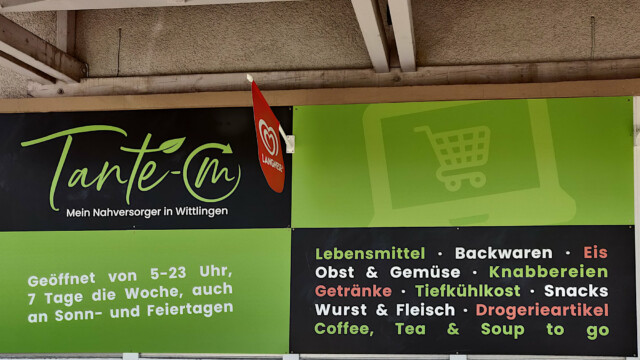 Tante-m
Mein Nahversorger in Wittlingen
LANGNESE
Geöffnet von 5-23 Uhr,
7 Tage die Woche, auch
an Sonn- und Feiertagen
Lebensmittel · Backwaren · Eis
Obst & Gemüse · Knabbereien
Getränke · Tiefkühlkost · Snacks
Wurst & Fleisch · Drogerieartikel
Coffee, Tea & Soup to go